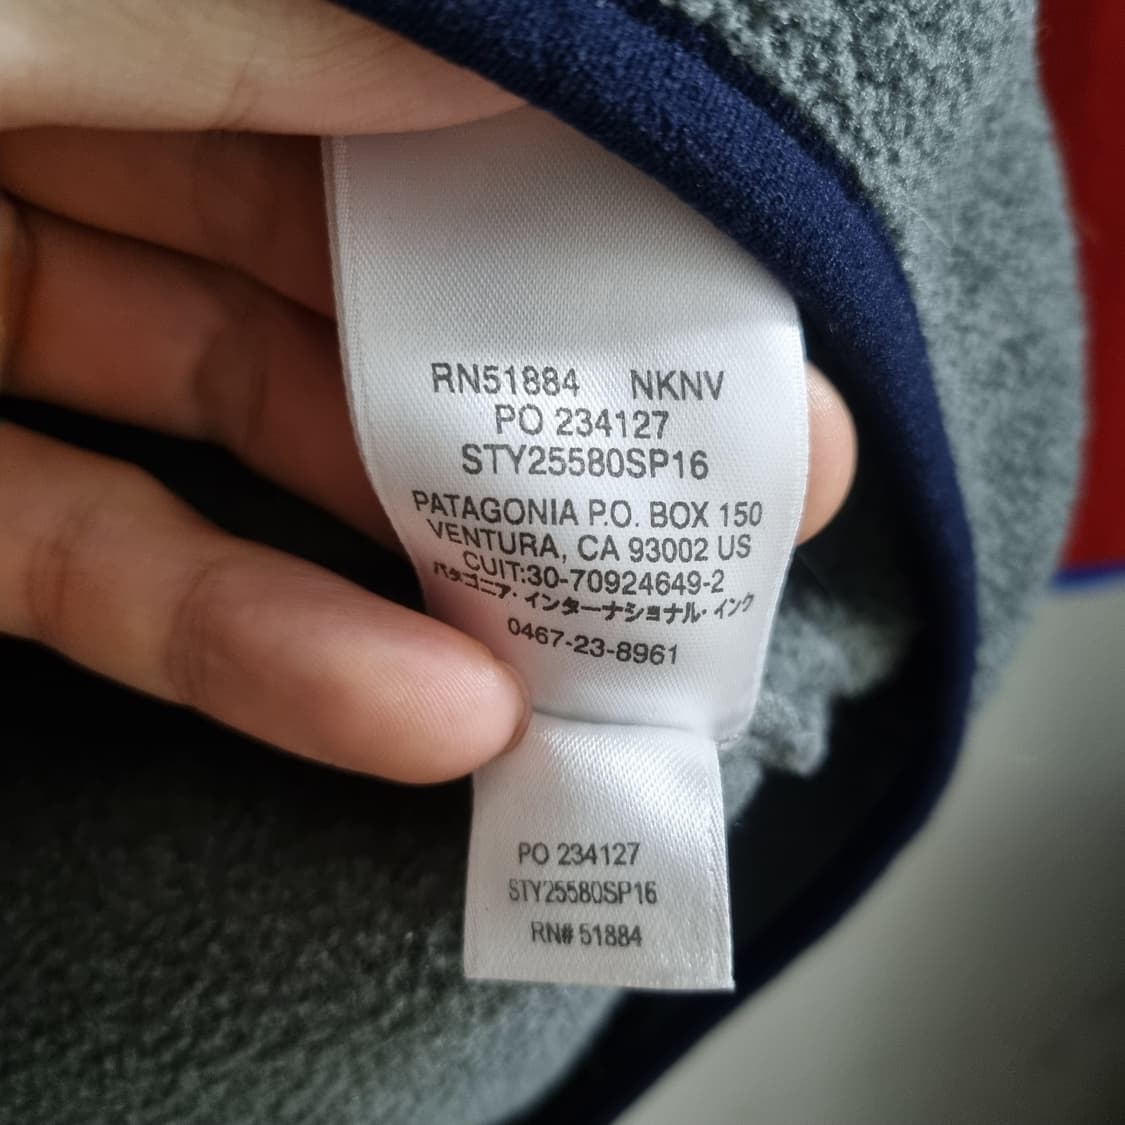 RN51884 NKNV
PO 234127
STY25580SP16
PATAGONIA P.O. BOX 150
VENTURA, CA 93002 US
CUIT:30-70924649-2
パタゴニア・インターナショナル・インク
0467-23-8961
PO 234127
STY25580SP16
RN# 51884